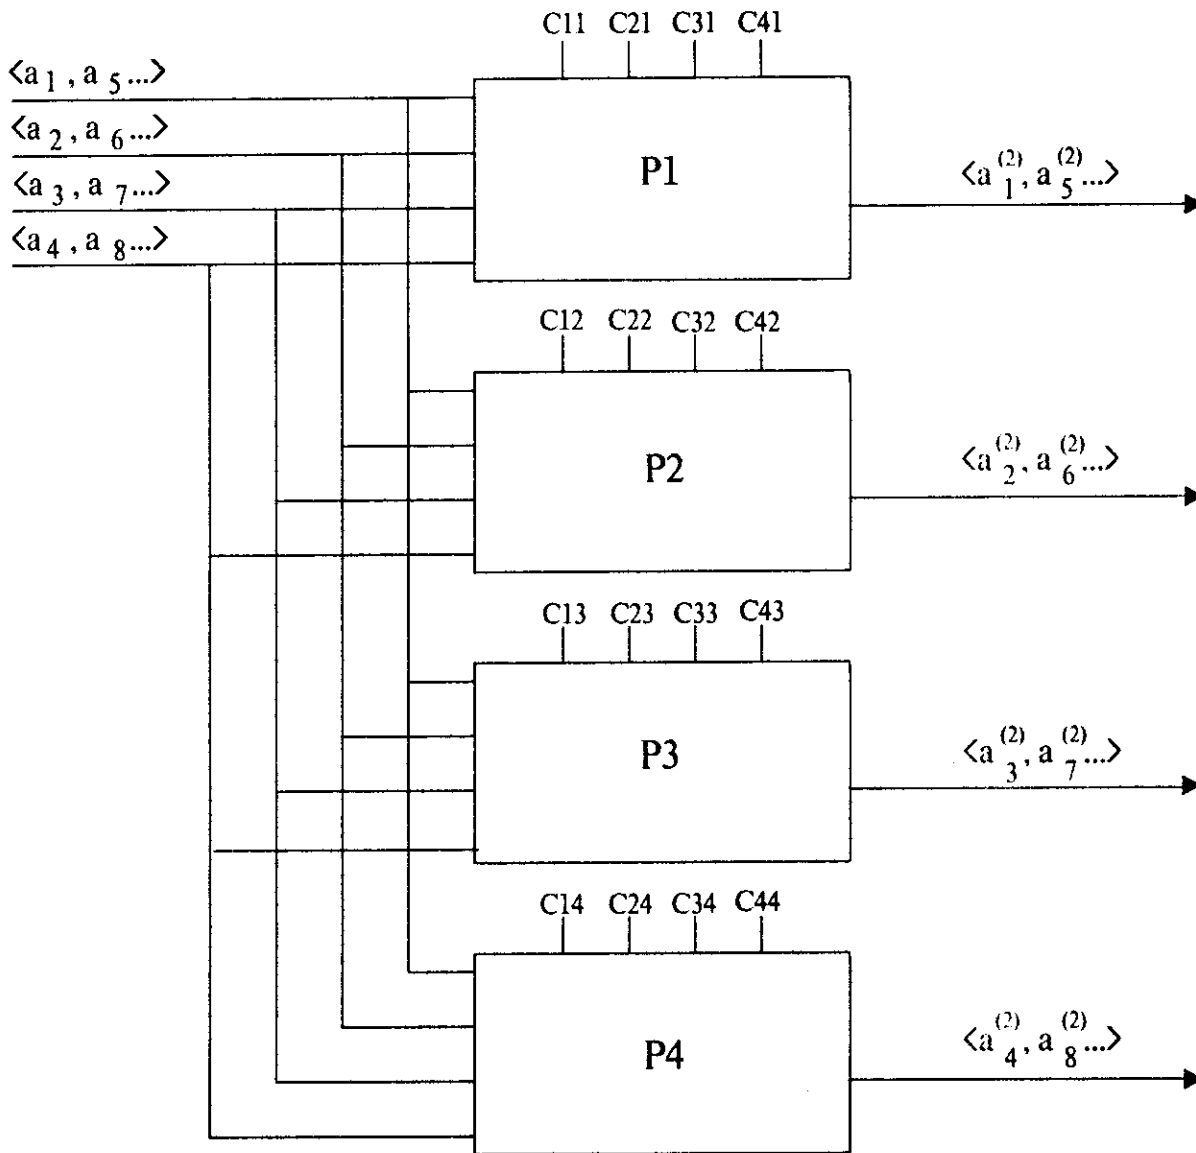 C11 C21 C31 C41
<a 1 , a 5 ...>
<a 2 , a 6 ...>
<a 3 , a 7 ...>
<a 4 , a 8 ...>
P1
<a (2) 1 , a (2) 5 ...>
C12 C22 C32 C42
P2
<a (2) 2 , a (2) 6 ...>
C13 C23 C33 C43
P3
<a (2) 3 , a (2) 7 ...>
C14 C24 C34 C44
P4
<a (2) 4 , a (2) 8 ...>